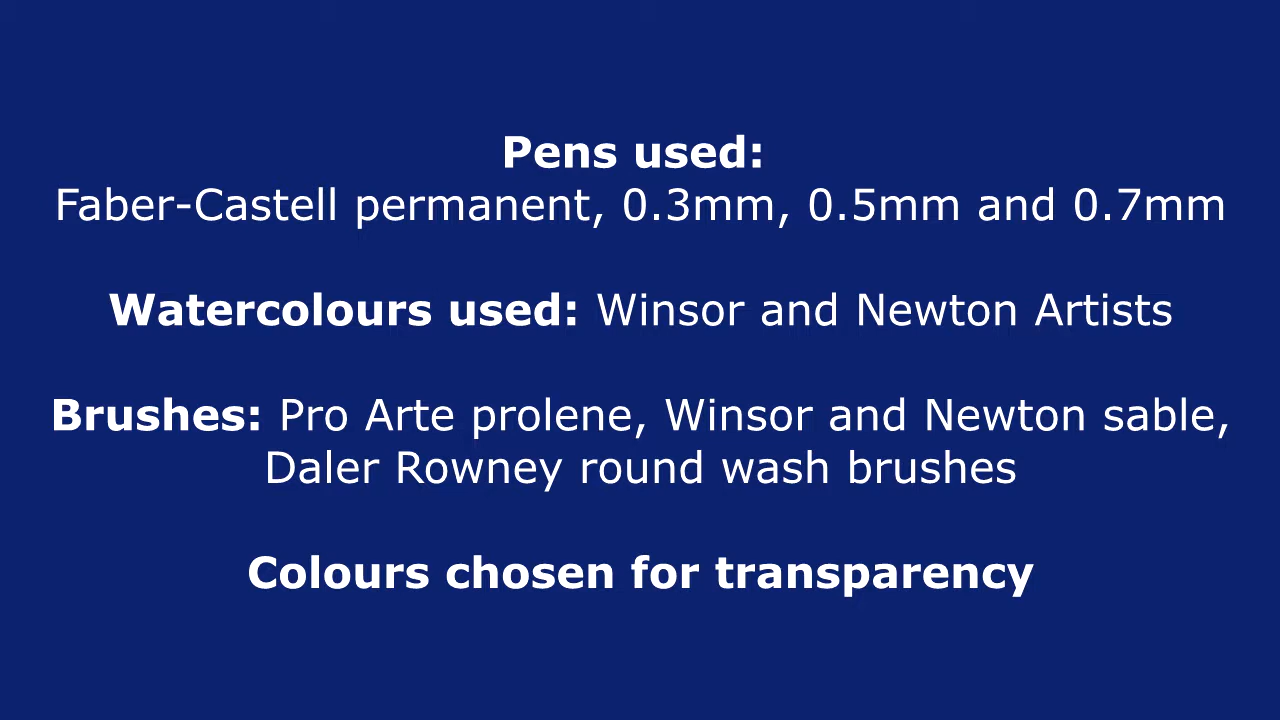 Pens used:
Faber-Castell permanent, 0.3mm, 0.5mm and 0.7mm
Watercolours used: Winsor and Newton Artists
Brushes: Pro Arte prolene, Winsor and Newton sable,
Daler Rowney round wash brushes
Colours chosen for transparency